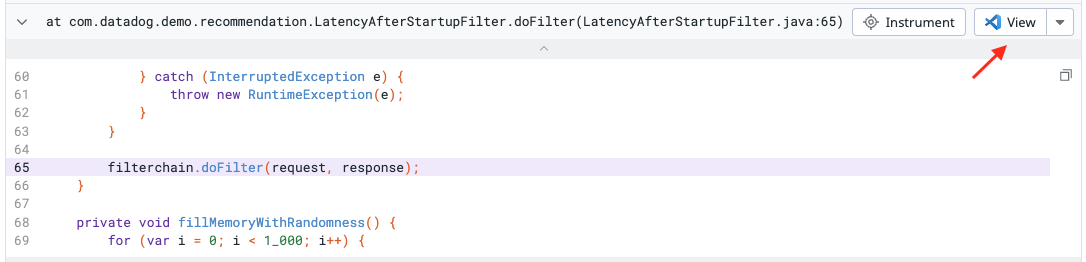 at com.datadog.demo.recommendation.LatencyAfterStartupFilter.doFilter(LatencyAfterStartupFilter.java:65) Instrument View
60 } catch (InterruptedException e) {
61 throw new RuntimeException(e);
62 }
63 }
64
65 filterchain.doFilter(request, response);
66 }
67
68 private void fillMemoryWithRandomness() {
69 for (var i = 0; i < 1_000; i++) {